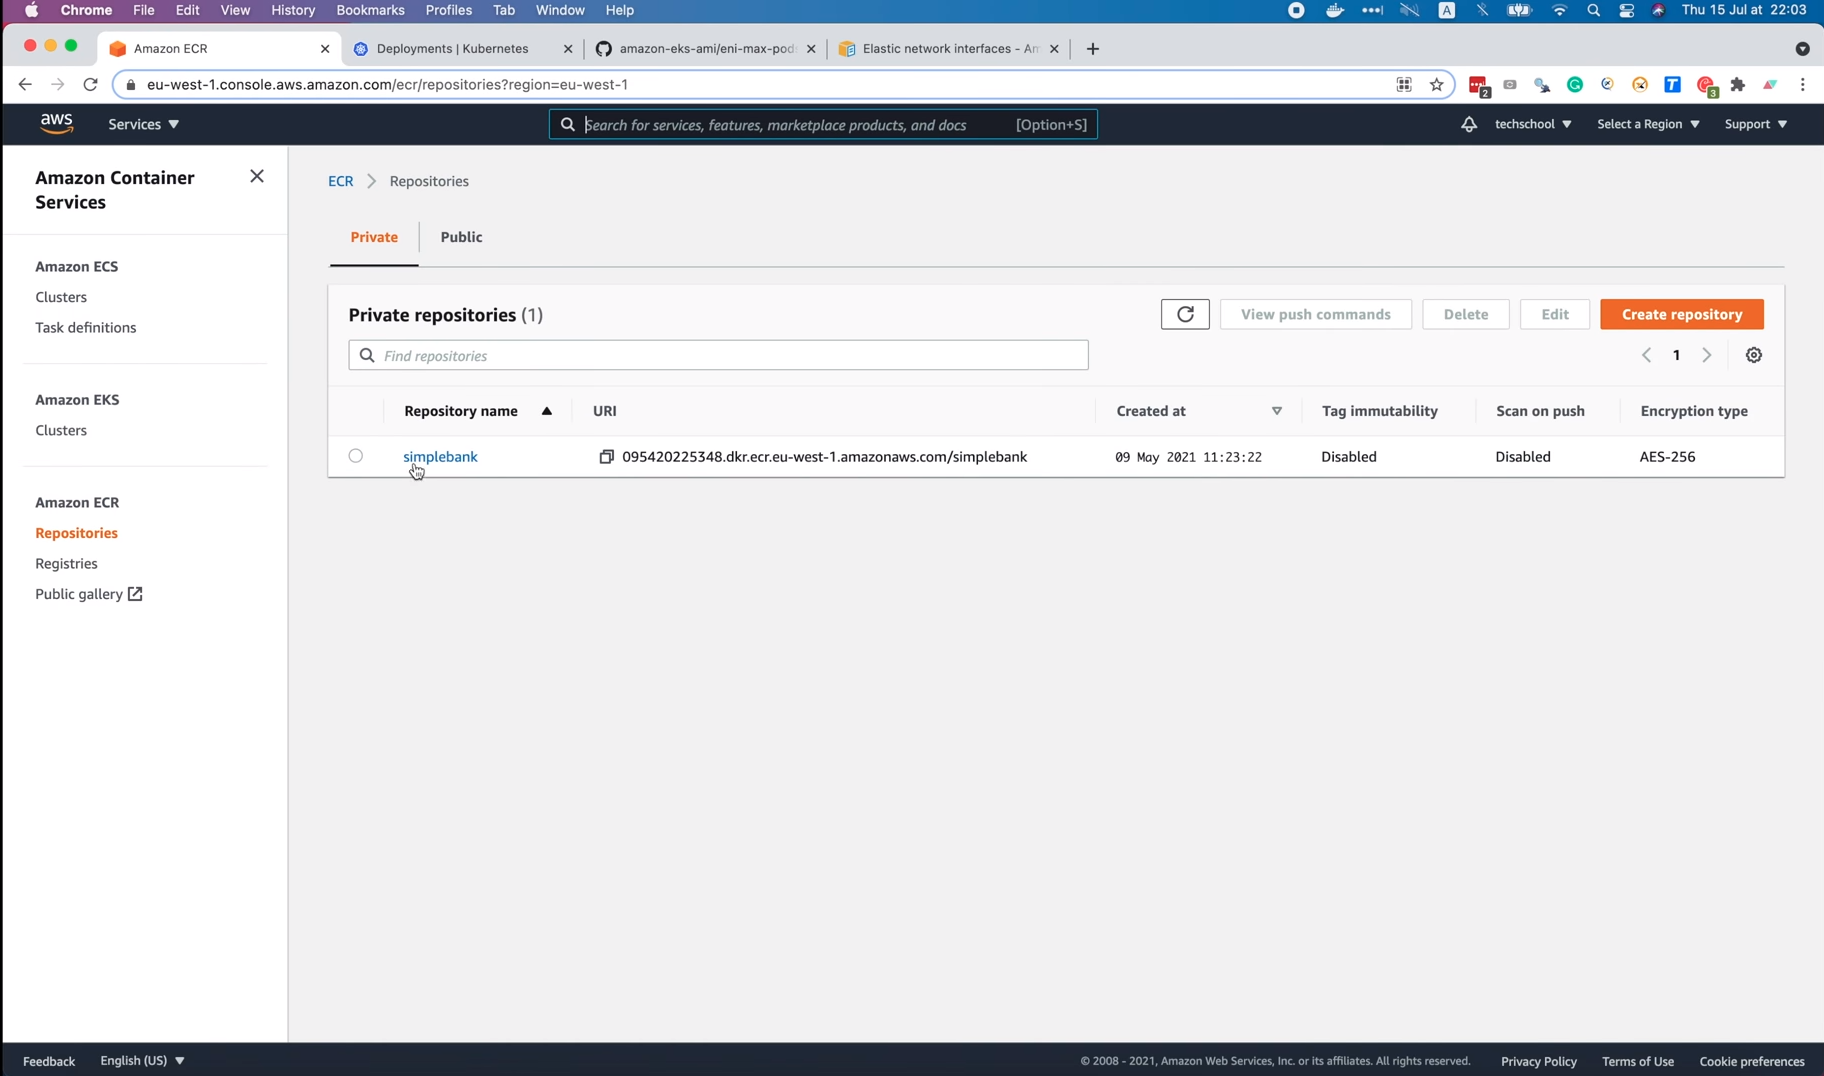 Chrome File Edit View History Bookmarks Profiles Tab Window Help A Thu 15 Jul at 22:03
Amazon ECR Deployments | Kubernetes amazon-eks-ami/eni-max-pod Elastic network interfaces - Am
eu-west-1.console.aws.amazon.com/ecr/repositories?region=eu-west-1 2 T 3
aws Services Search for services, features, marketplace products, and docs [Option+S] techschool Select a Region Support
Amazon Container
Services
Amazon ECS
Clusters
Task definitions
Amazon EKS
Clusters
Amazon ECR
Repositories
Registries
Public gallery
ECR Repositories
Private Public
Private repositories (1) View push commands Delete Edit Create repository
Find repositories 1
Repository name URI Created at Tag immutability Scan on push Encryption type
simplebank 095420225348.dkr.ecr.eu-west-1.amazonaws.com/simplebank 09 May 2021 11:23:22 Disabled Disabled AES-256
Feedback English (US) © 2008 - 2021, Amazon Web Services, Inc. or its affiliates. All rights reserved. Privacy Policy Terms of Use Cookie preferences